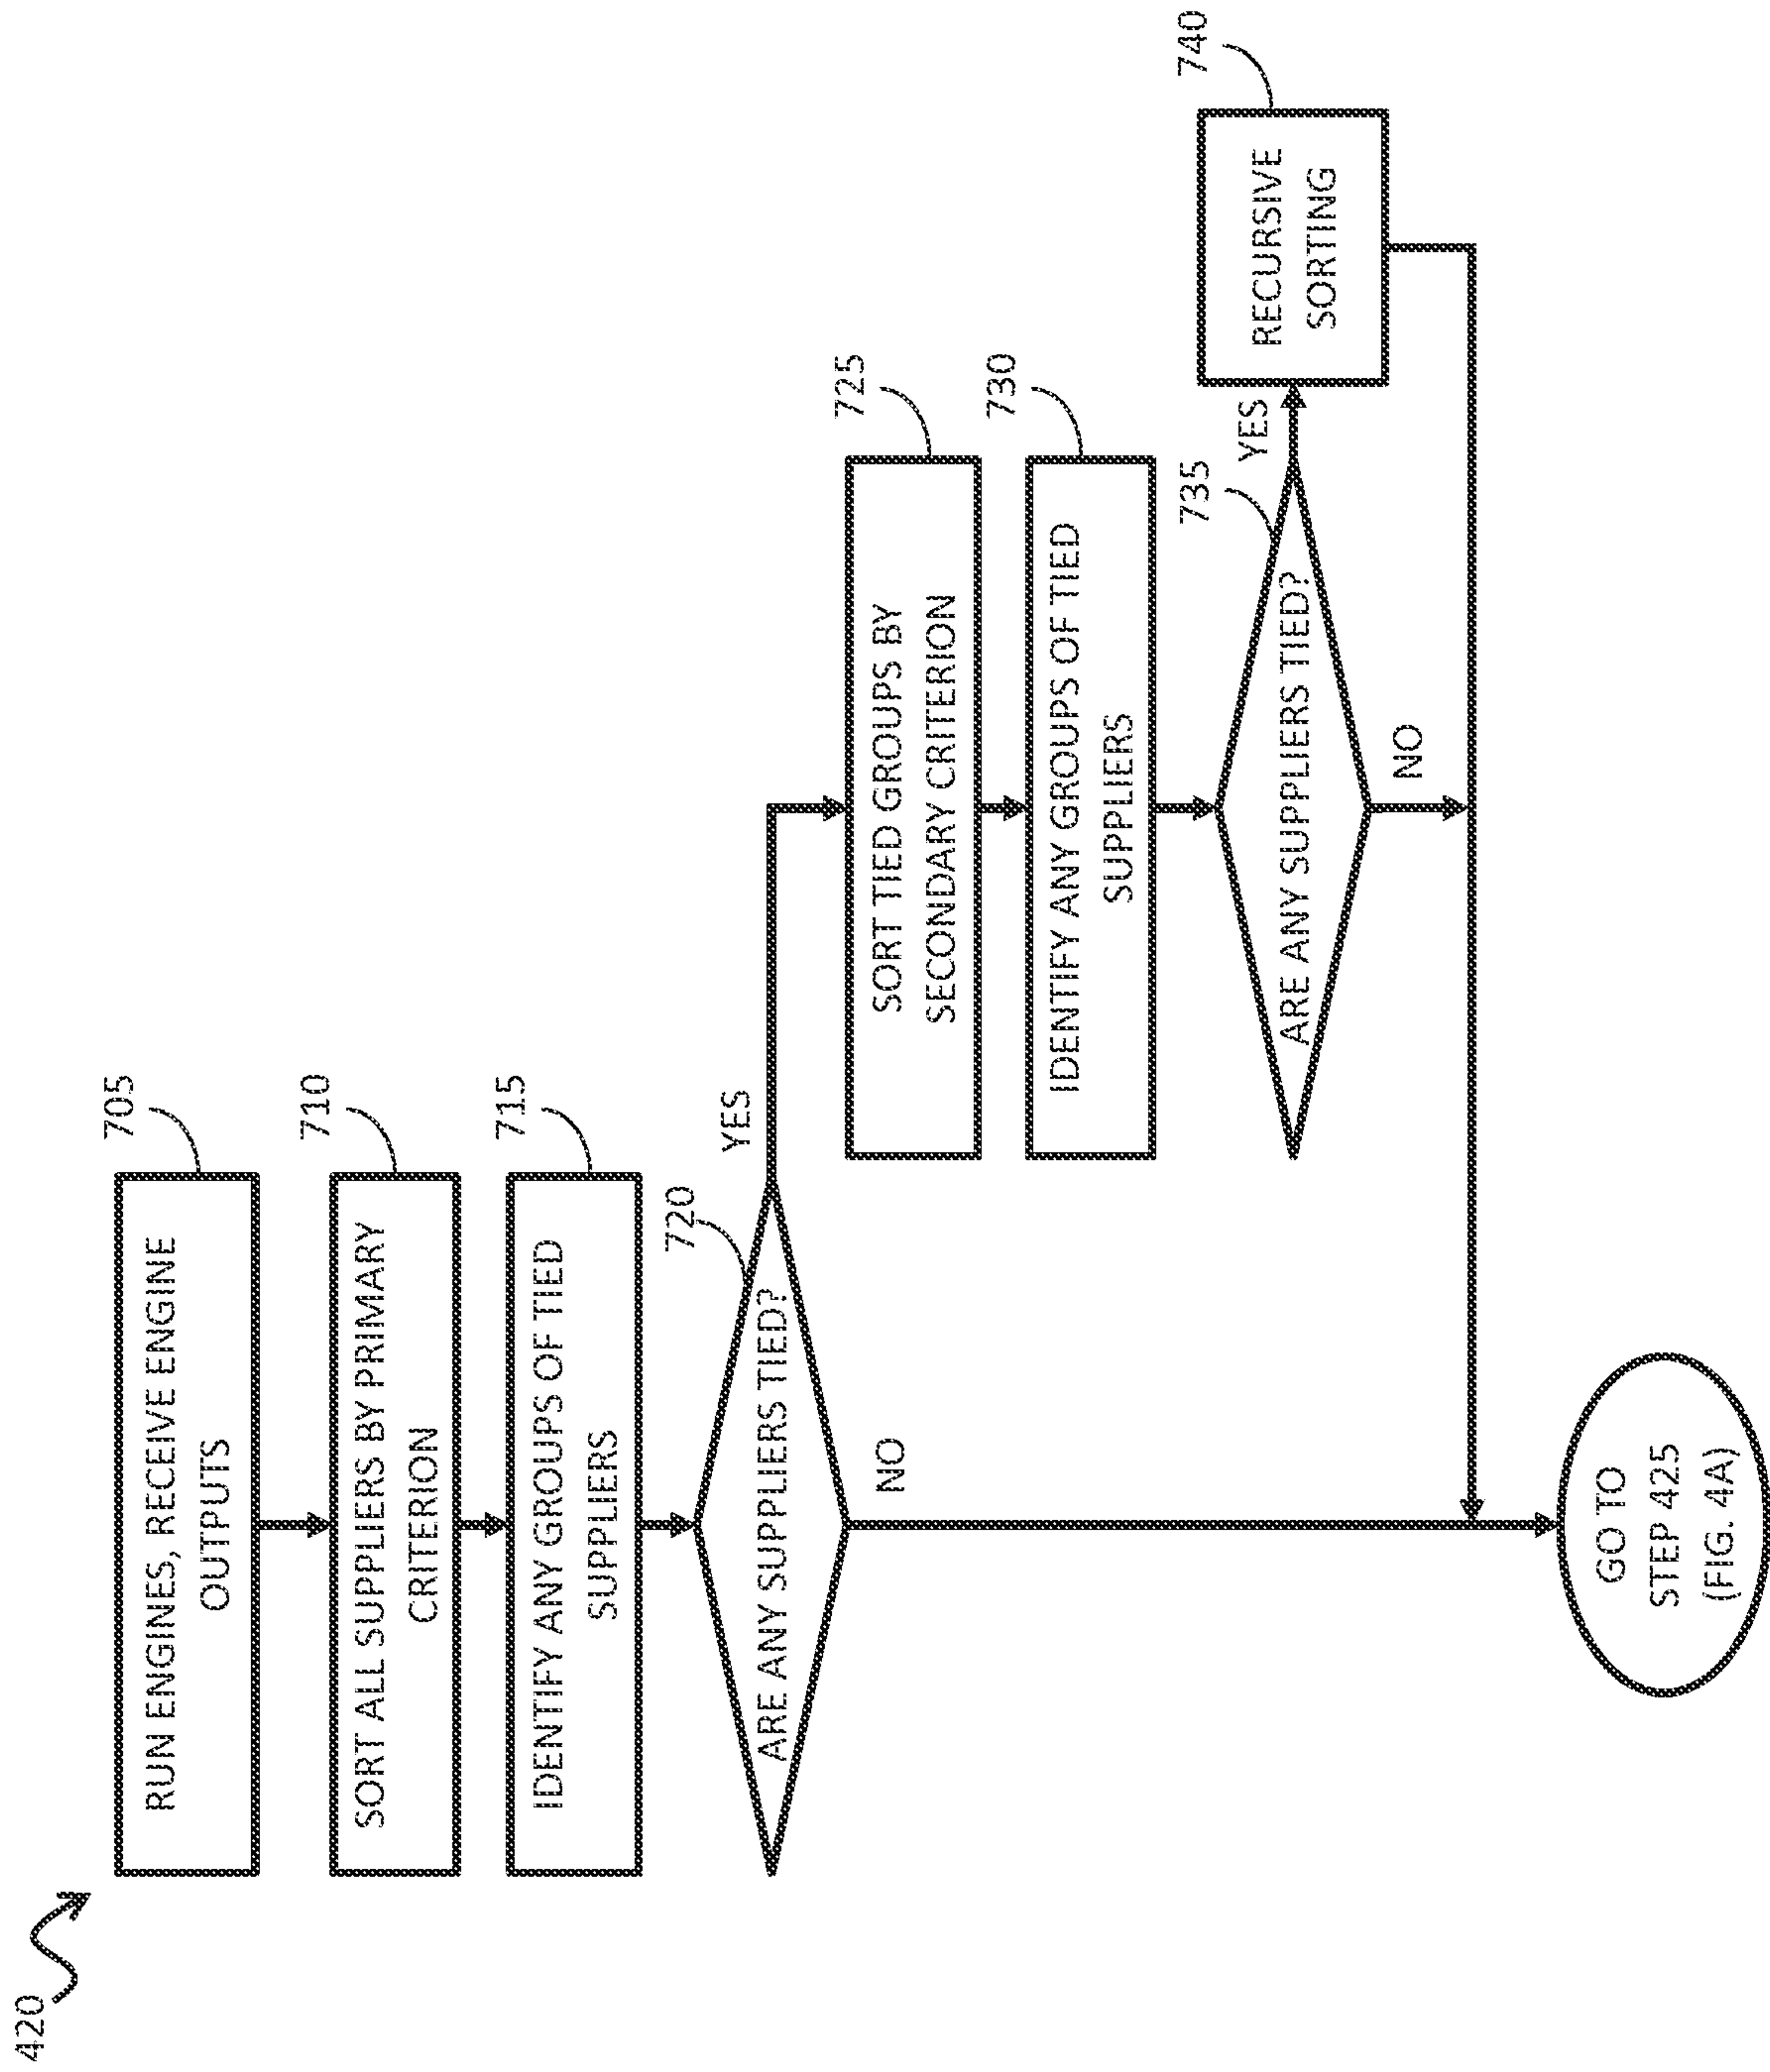 420
705
RUN ENGINES, RECEIVE ENGINE
OUTPUTS
710
SORT ALL SUPPLIERS BY PRIMARY
CRITERION
715
IDENTIFY ANY GROUPS OF TIED
SUPPLIERS
720
ARE ANY SUPPLIERS TIED?
YES
NO
725
SORT TIED GROUPS BY
SECONDARY CRITERION
730
IDENTIFY ANY GROUPS OF TIED
SUPPLIERS
735
ARE ANY SUPPLIERS TIED?
YES
NO
740
RECURSIVE
SORTING
GO TO
STEP 425
(FIG. 4A)